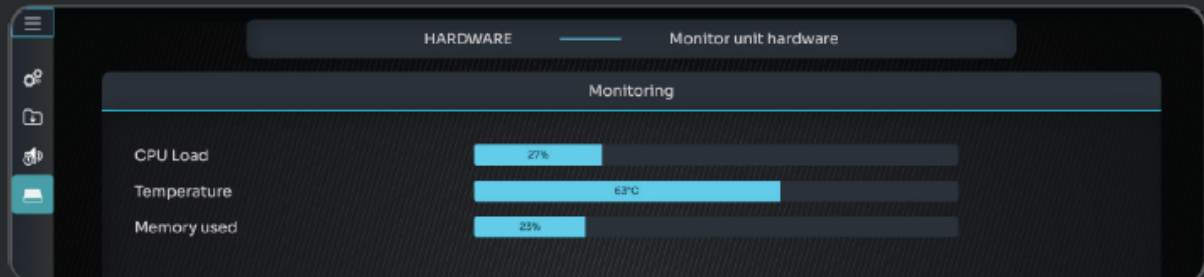 HARDWARE Monitor unit hardware
Monitoring
CPU Load 27%
Temperature 63°C
Memory used 23%